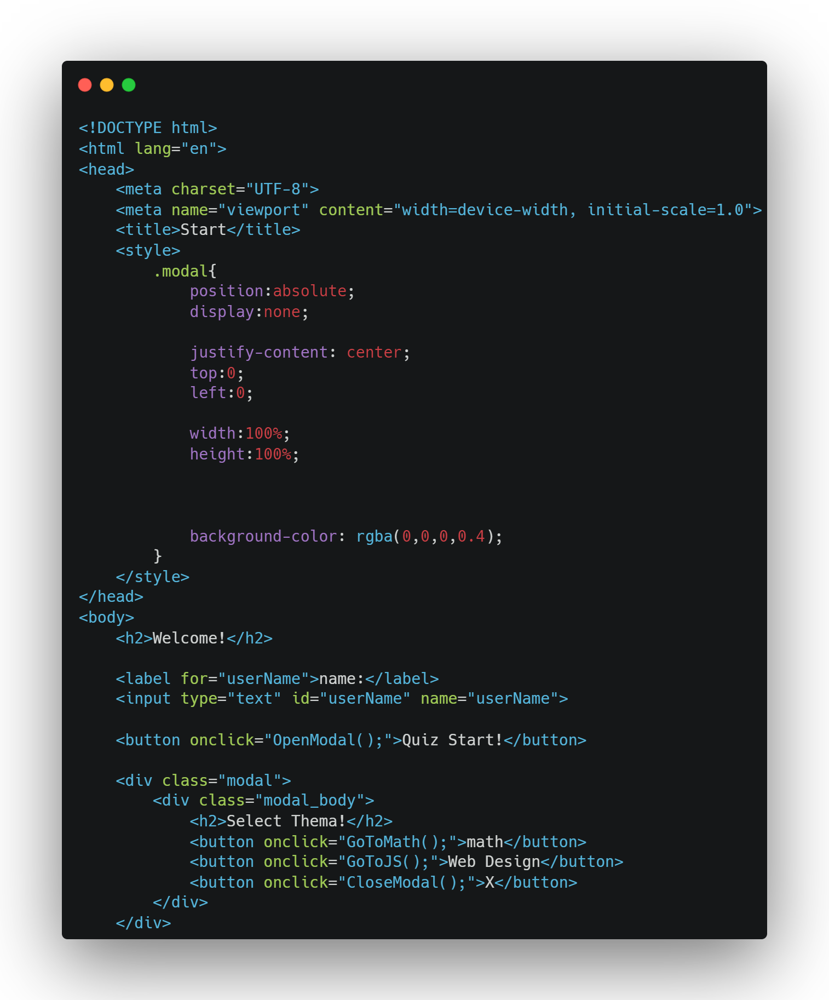 <!DOCTYPE html>
<html lang="en">
<head>
    <meta charset="UTF-8">
    <meta name="viewport" content="width=device-width, initial-scale=1.0">
    <title>Start</title>
    <style>
        .modal{
            position:absolute;
            display:none;

            justify-content: center;
            top:0;
            left:0;

            width:100%;
            height:100%;



            background-color: rgba(0,0,0,0.4);
        }
    </style>
</head>
<body>
    <h2>Welcome!</h2>

    <label for="userName">name:</label>
    <input type="text" id="userName" name="userName">

    <button onclick="OpenModal();">Quiz Start!</button>

    <div class="modal">
        <div class="modal_body">
            <h2>Select Thema!</h2>
            <button onclick="GoToMath();">math</button>
            <button onclick="GoToJS();">Web Design</button>
            <button onclick="CloseModal();">X</button>
        </div>
    </div>